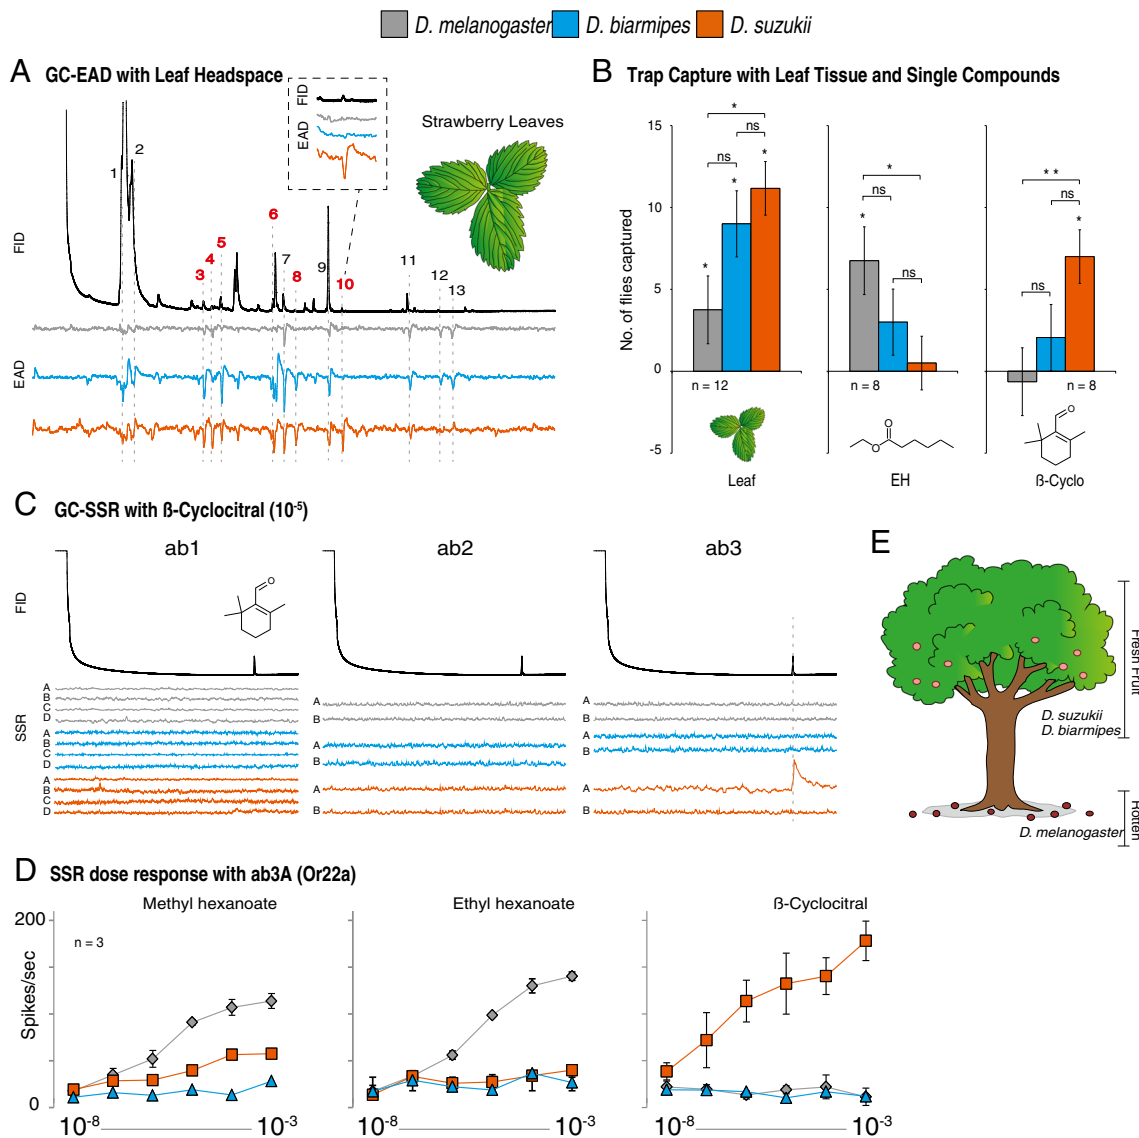 D. melanogaster D. biarmipes D. suzukii
A GC-EAD with Leaf Headspace
FID
EAD
Strawberry Leaves
1
2
3
4
5
6
7
8
9
10
11
12
13
FID
EAD
B Trap Capture with Leaf Tissue and Single Compounds
No. of flies captured
15
10
5
0
-5
*
ns
ns
*
*
*
n = 12
Leaf
*
ns
*
ns
n = 8
O
O
EH
**
ns
*
ns
n = 8
O
ß-Cyclo
C GC-SSR with ß-Cyclocitral (10-5)
ab1 ab2 ab3
FID
O
SSR
A
B
C
D
A
B
C
D
A
B
C
D
A
B
A
B
A
B
A
B
A
B
A
B
E
Fresh Fruit
D. suzukii
D. biarmipes
Rotten
D. melanogaster
D SSR dose response with ab3A (Or22a)
Methyl hexanoate Ethyl hexanoate ß-Cyclocitral
200
n = 3
Spikes/sec
0
10-8 10-3 10-8 10-3 10-8 10-3